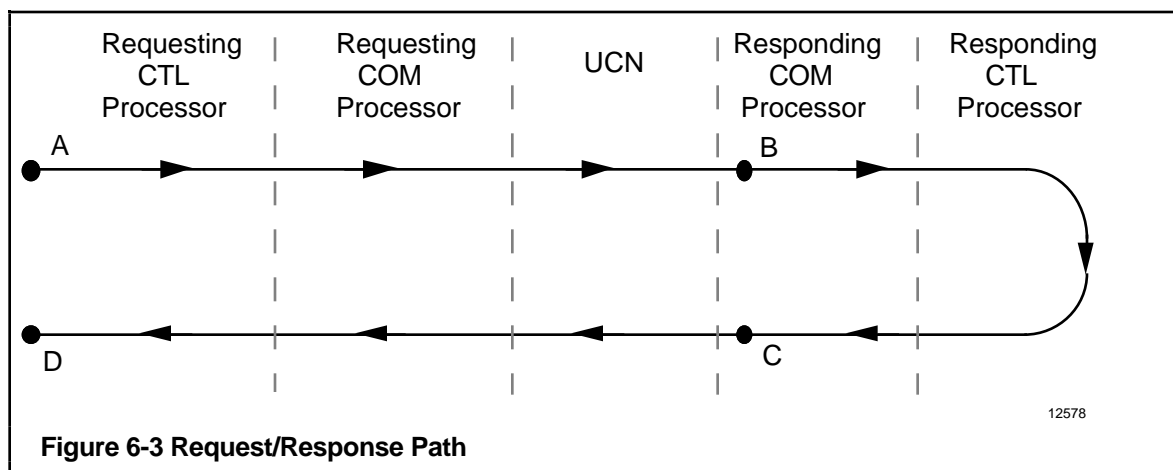 Requesting
CTL
Processor
Requesting
COM
Processor
UCN
Responding
COM
Processor
Responding
CTL
Processor
A
B
D
C
12578
Figure 6-3 Request/Response Path